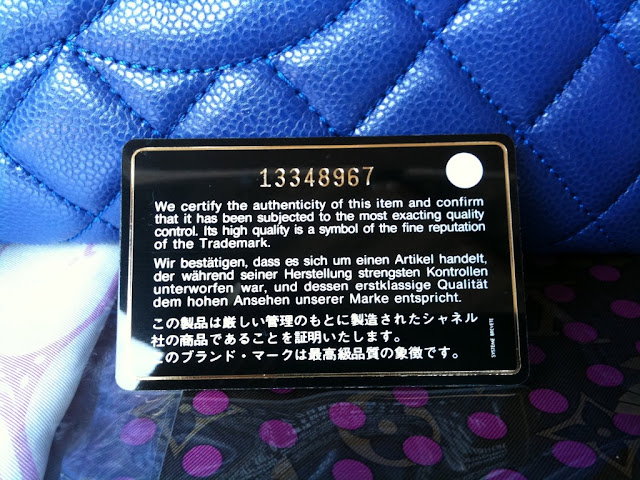 13348967
We certify the authenticity of this item and confirm
that it has been subjected to the most exacting quality
control. Its high quality is a symbol of the fine reputation
of the Trademark.
Wir bestätigen, dass es sich um einen Artikel handelt,
der während seiner Herstellung strengsten Kontrollen
unterworfen war, und dessen erstklassige Qualität
dem hohen Ansehen unserer Marke entspricht.
この製品は厳しい管理のもとに製造されたシャネル
社の商品であることを証明いたします。
このブランド・マークは最高級品質の象徴です。
SYSTEME BREVETE